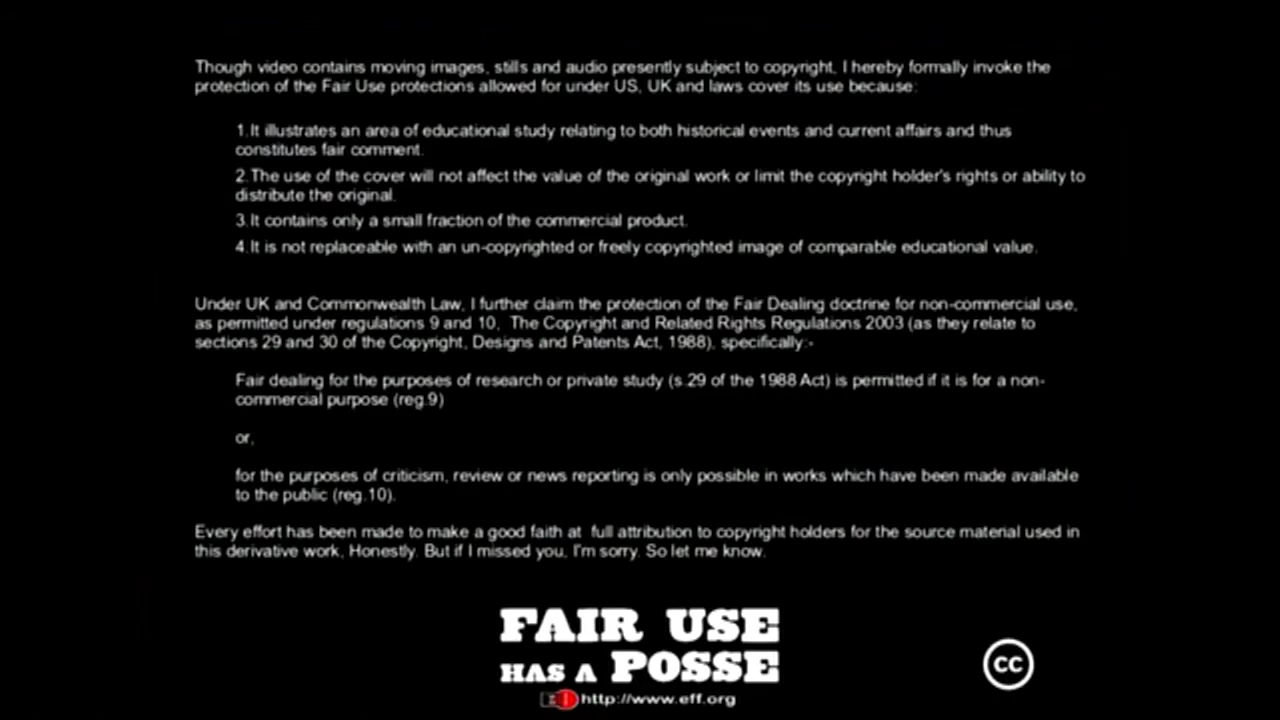 Though video contains moving images, stills and audio presently subject to copyright, I hereby formally invoke the
protection of the Fair Use protections allowed for under US, UK and laws cover its use because:
1.It illustrates an area of educational study relating to both historical events and current affairs and thus
constitutes fair comment.
2.The use of the cover will not affect the value of the original work or limit the copyright holder's rights or ability to
distribute the original.
3.It contains only a small fraction of the commercial product.
4.It is not replaceable with an un-copyrighted or freely copyrighted image of comparable educational value.
Under UK and Commonwealth Law, I further claim the protection of the Fair Dealing doctrine for non-commercial use,
as permitted under regulations 9 and 10,  The Copyright and Related Rights Regulations 2003 (as they relate to
sections 29 and 30 of the Copyright, Designs and Patents Act, 1988), specifically:-
Fair dealing for the purposes of research or private study (s.29 of the 1988 Act) is permitted if it is for a non-
commercial purpose (reg.9)
or,
for the purposes of criticism, review or news reporting is only possible in works which have been made available
to the public (reg.10).
Every effort has been made to make a good faith at  full attribution to copyright holders for the source material used in
this derivative work, Honestly. But if I missed you, I'm sorry. So let me know.
FAIR USE
HAS A POSSE
http://www.eff.org
cc